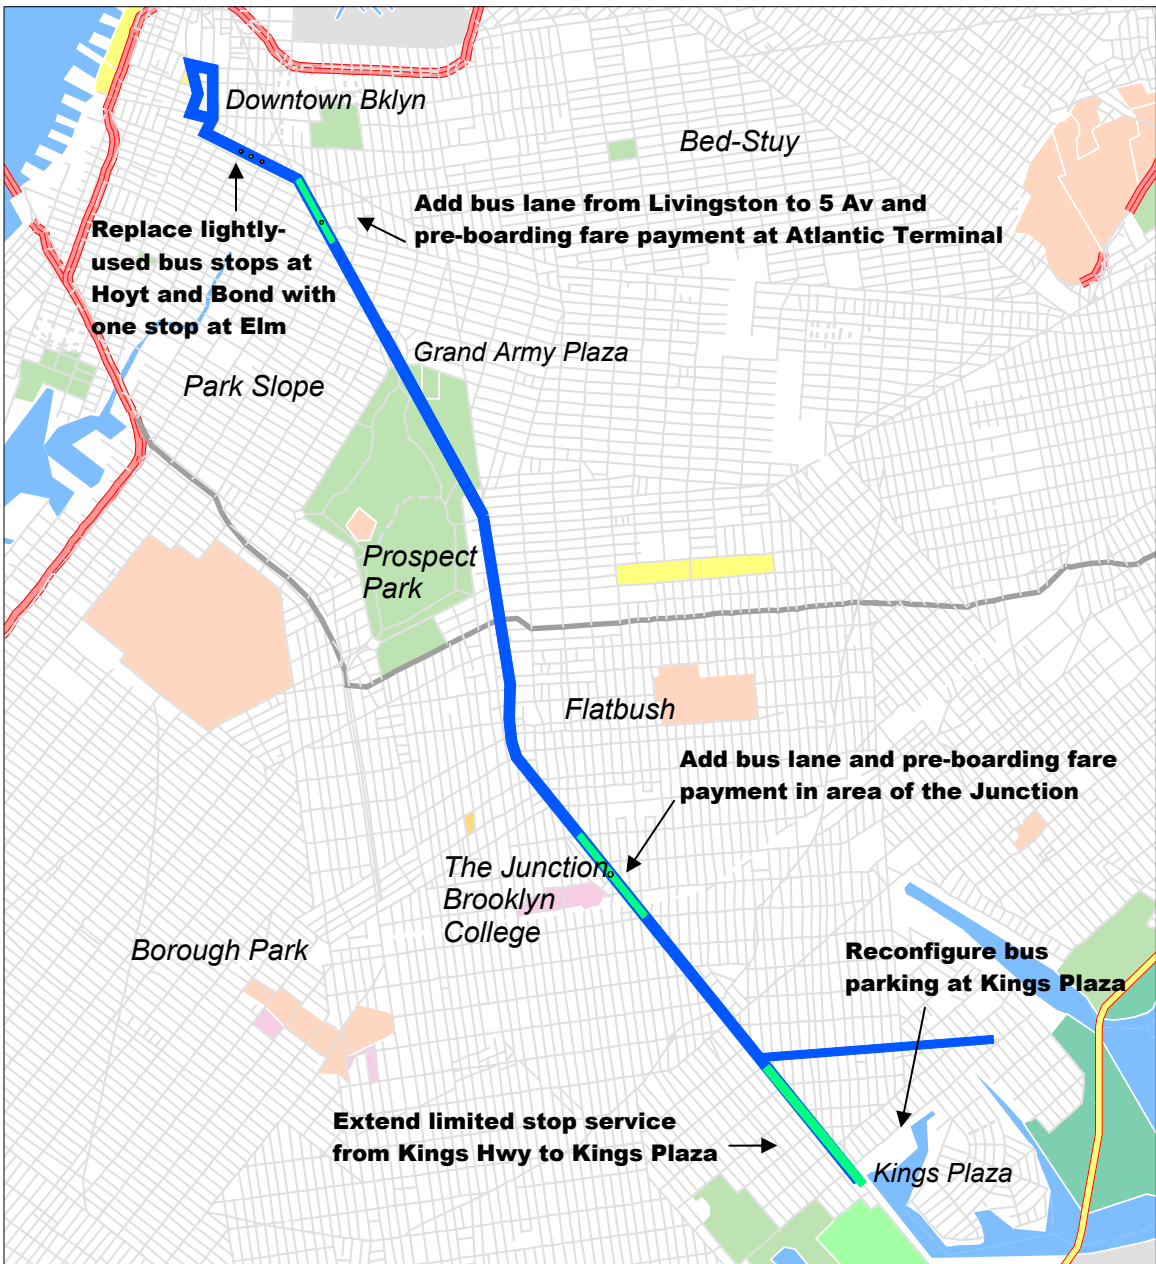 Downtown Bklyn
Bed-Stuy
Add bus lane from Livingston to 5 Av and
pre-boarding fare payment at Atlantic Terminal
Replace lightly-
used bus stops at
Hoyt and Bond with
one stop at Elm
Grand Army Plaza
Park Slope
Prospect
Park
Flatbush
Add bus lane and pre-boarding fare
payment in area of the Junction
The Junction,
Brooklyn
College
Borough Park
Reconfigure bus
parking at Kings Plaza
Extend limited stop service
from Kings Hwy to Kings Plaza
Kings Plaza